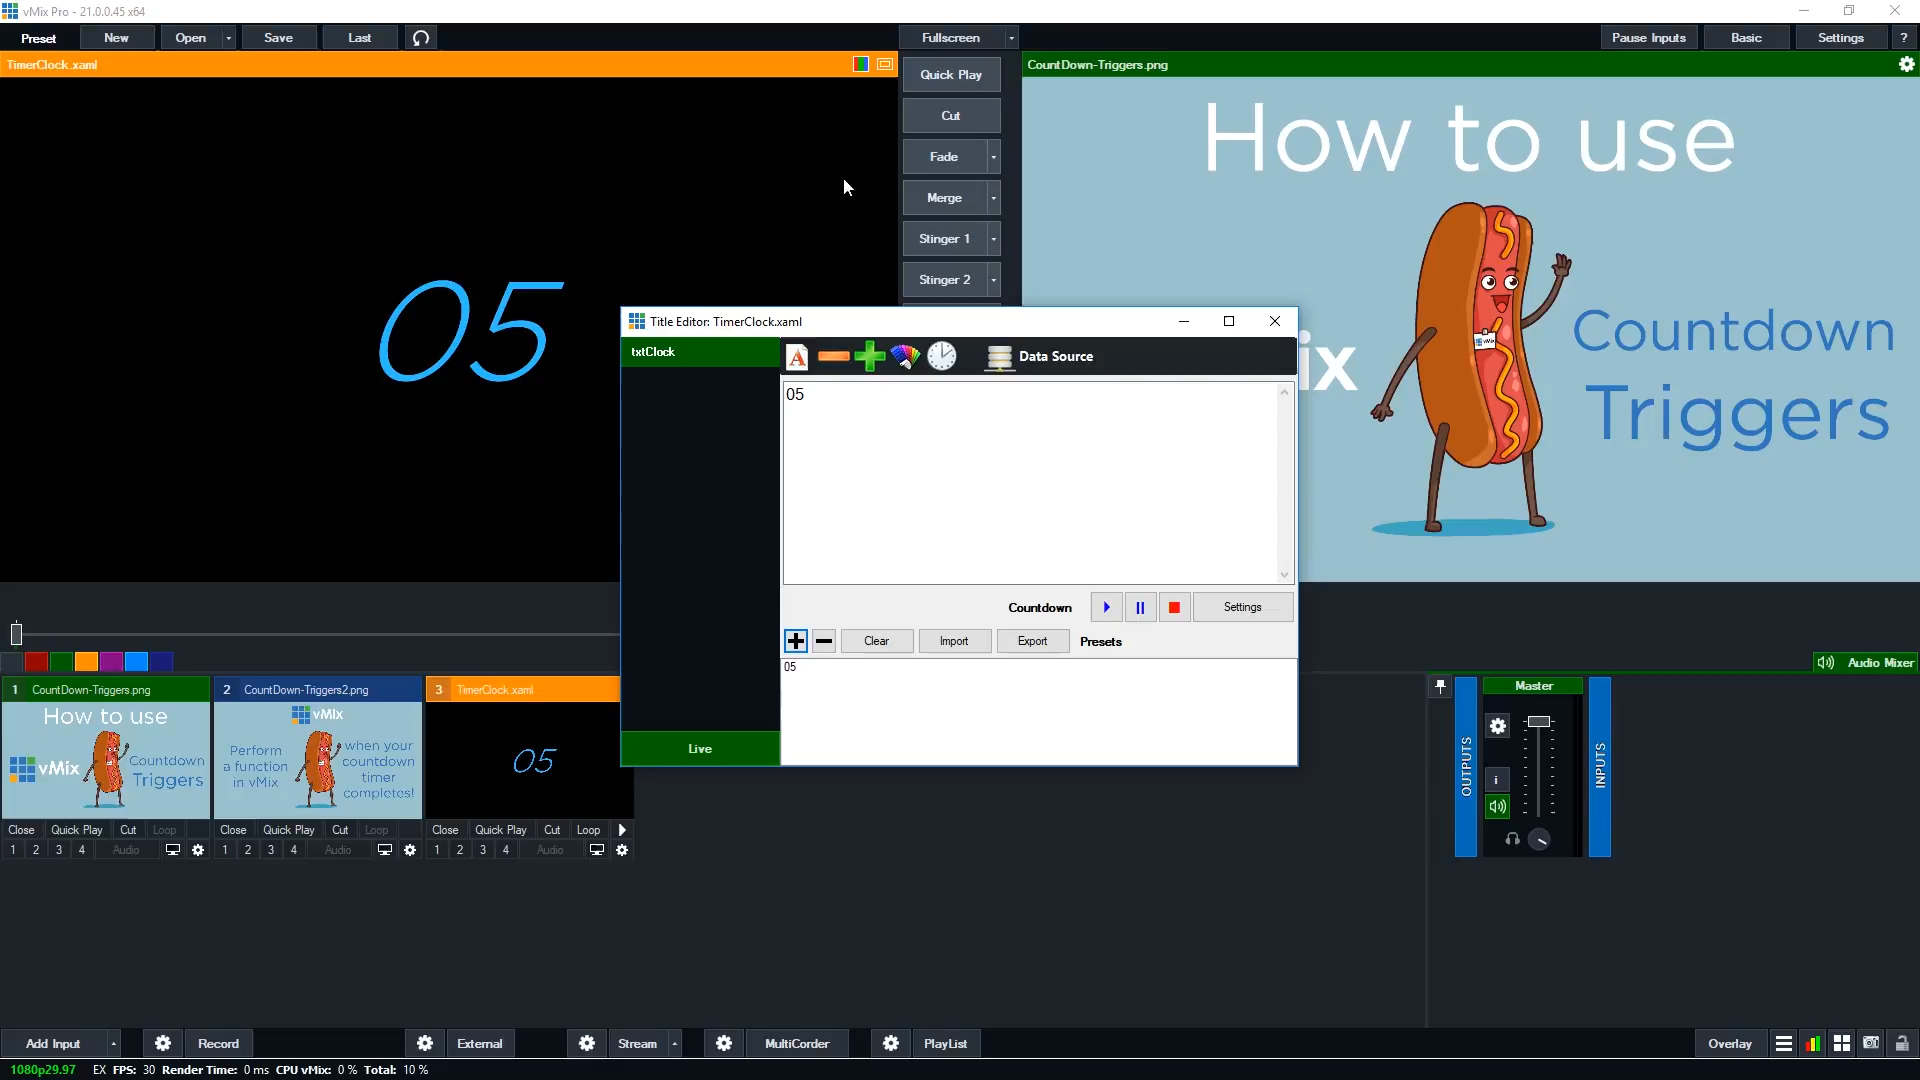 vMix Pro - 21.0.0.45 x64
Preset New Open Save Last Fullscreen Pause Inputs Basic Settings ?
TimerClock.xaml
CountDown-Triggers.png
05
Quick Play
Cut
Fade
Merge
Stinger 1
Stinger 2
How to use
ix
Countdown
Triggers
vMix
Title Editor: TimerClock.xaml
txtClock
Data Source
05
Countdown Settings
Clear Import Export Presets
05
Live
1 CountDown-Triggers.png
How to use
vMix
Countdown
Triggers
Close Quick Play Cut Loop
1 2 3 4 Audio
2 CountDown-Triggers2.png
vMix
Perform
a function
in vMix
when your
countdown
timer
completes!
Close Quick Play Cut Loop
1 2 3 4 Audio
3 TimerClock.xaml
05
Close Quick Play Cut Loop
1 2 3 4 Audio
Audio Mixer
OUTPUTS
Master
i
INPUTS
Add Input Record External Stream MultiCorder PlayList Overlay
1080p29.97 EX FPS: 30 Render Time: 0 ms CPU vMix: 0 % Total: 10 %